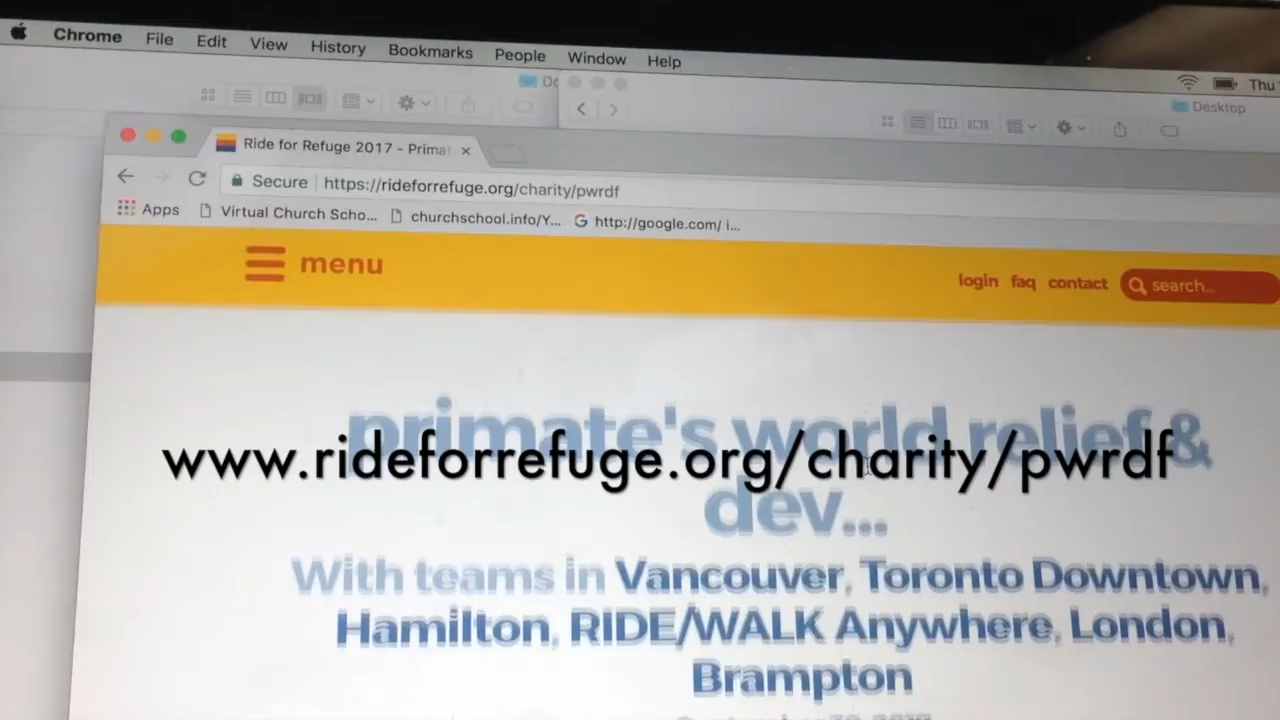 Chrome File Edit View History Bookmarks People Window Help
Thu
Desktop
Ride for Refuge 2017 - Prima
Secure https://rideforrefuge.org/charity/pwrdf
Apps Virtual Church Scho... churchschool.info/Y... http://google.com/ i...
menu login faq contact search...
primate's world relief &
www.rideforrefuge.org/charity/pwrdf
dev...
With teams in Vancouver, Toronto Downtown,
Hamilton, RIDE/WALK Anywhere, London,
Brampton